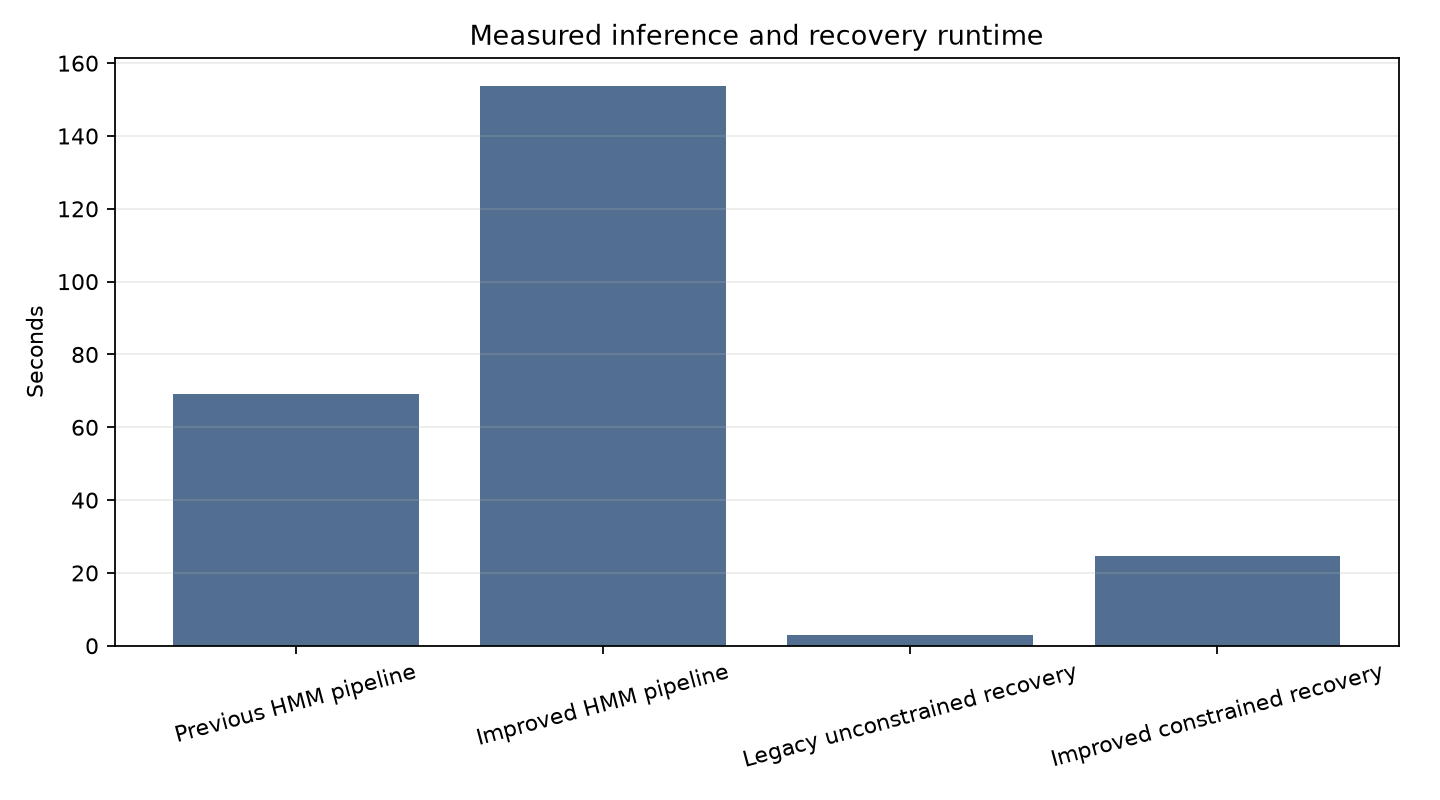 Measured inference and recovery runtime
Seconds
160
140
120
100
80
60
40
20
0
Previous HMM pipeline
Improved HMM pipeline
Legacy unconstrained recovery
Improved constrained recovery